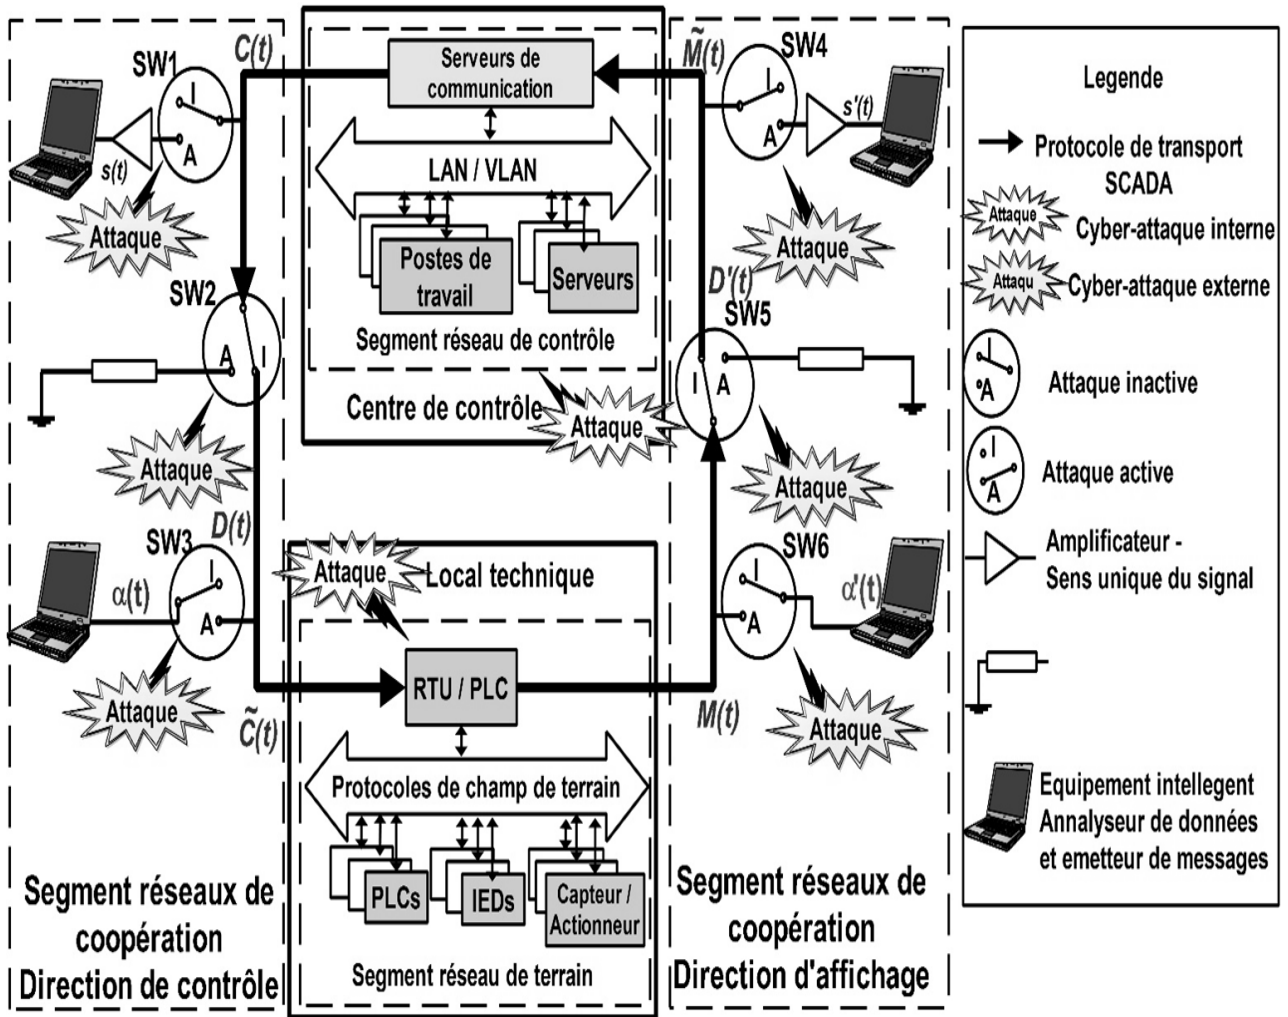 C(t)
SW1
I
A
s(t)
Attaque
SW2
A
I
Attaque
D(t)
SW3
I
A
α(t)
Attaque
C̃(t)
Segment réseaux de
coopération
Direction de contrôle
Serveurs de
communication
LAN / VLAN
Postes de
travail
Serveurs
Segment réseau de contrôle
Centre de contrôle
Attaque
Attaque
Local technique
RTU / PLC
Protocoles de champ de terrain
PLCs
IEDs
Capteur /
Actionneur
Segment réseau de terrain
M̃(t)
SW4
I
A
s'(t)
Attaque
D'(t)
SW5
I
A
Attaque
SW6
I
A
α'(t)
M(t)
Attaque
Segment réseaux de
coopération
Direction d'affichage
Legende
Protocole de transport
SCADA
Attaque
Cyber-attaque interne
Attaqu
Cyber-attaque externe
I
A
Attaque inactive
I
A
Attaque active
Amplificateur -
Sens unique du signal
Equipement intellegent
Annalyseur de données
et emetteur de messages